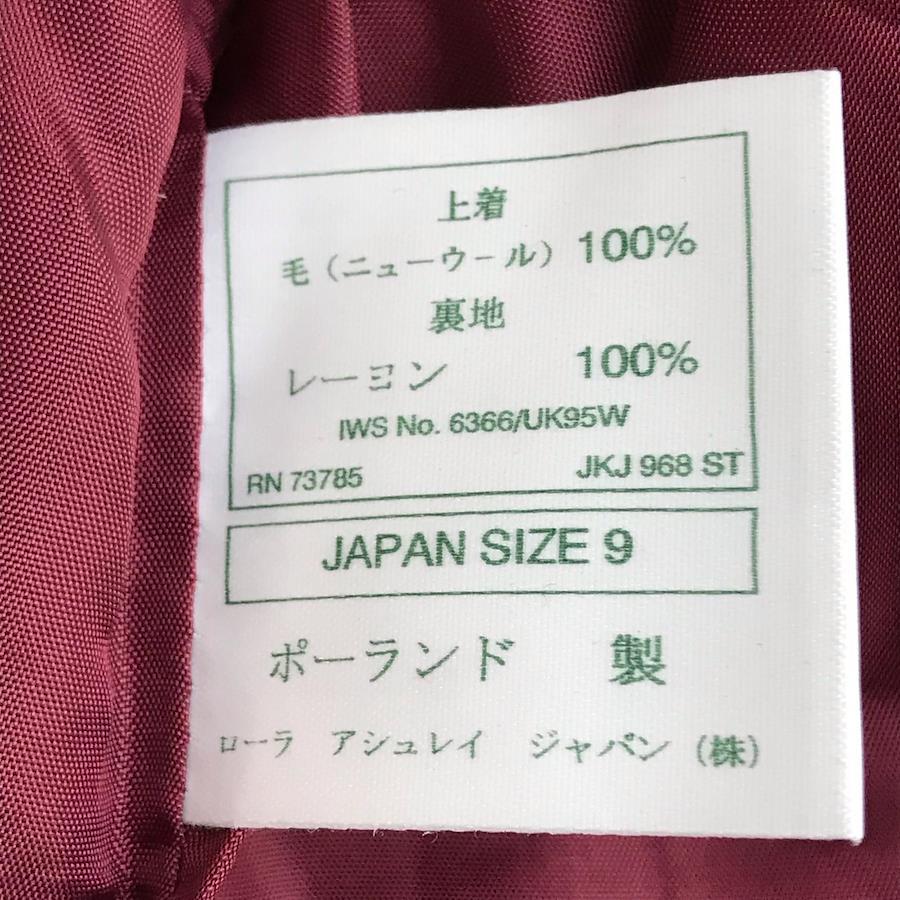 上着
毛（ニューウール） 100%
裏地
レーヨン 100%
IWS No. 6366/UK95W
RN 73785 JKJ 968 ST
JAPAN SIZE 9
ポーランド 製
ローラ アシュレイ ジャパン（株）